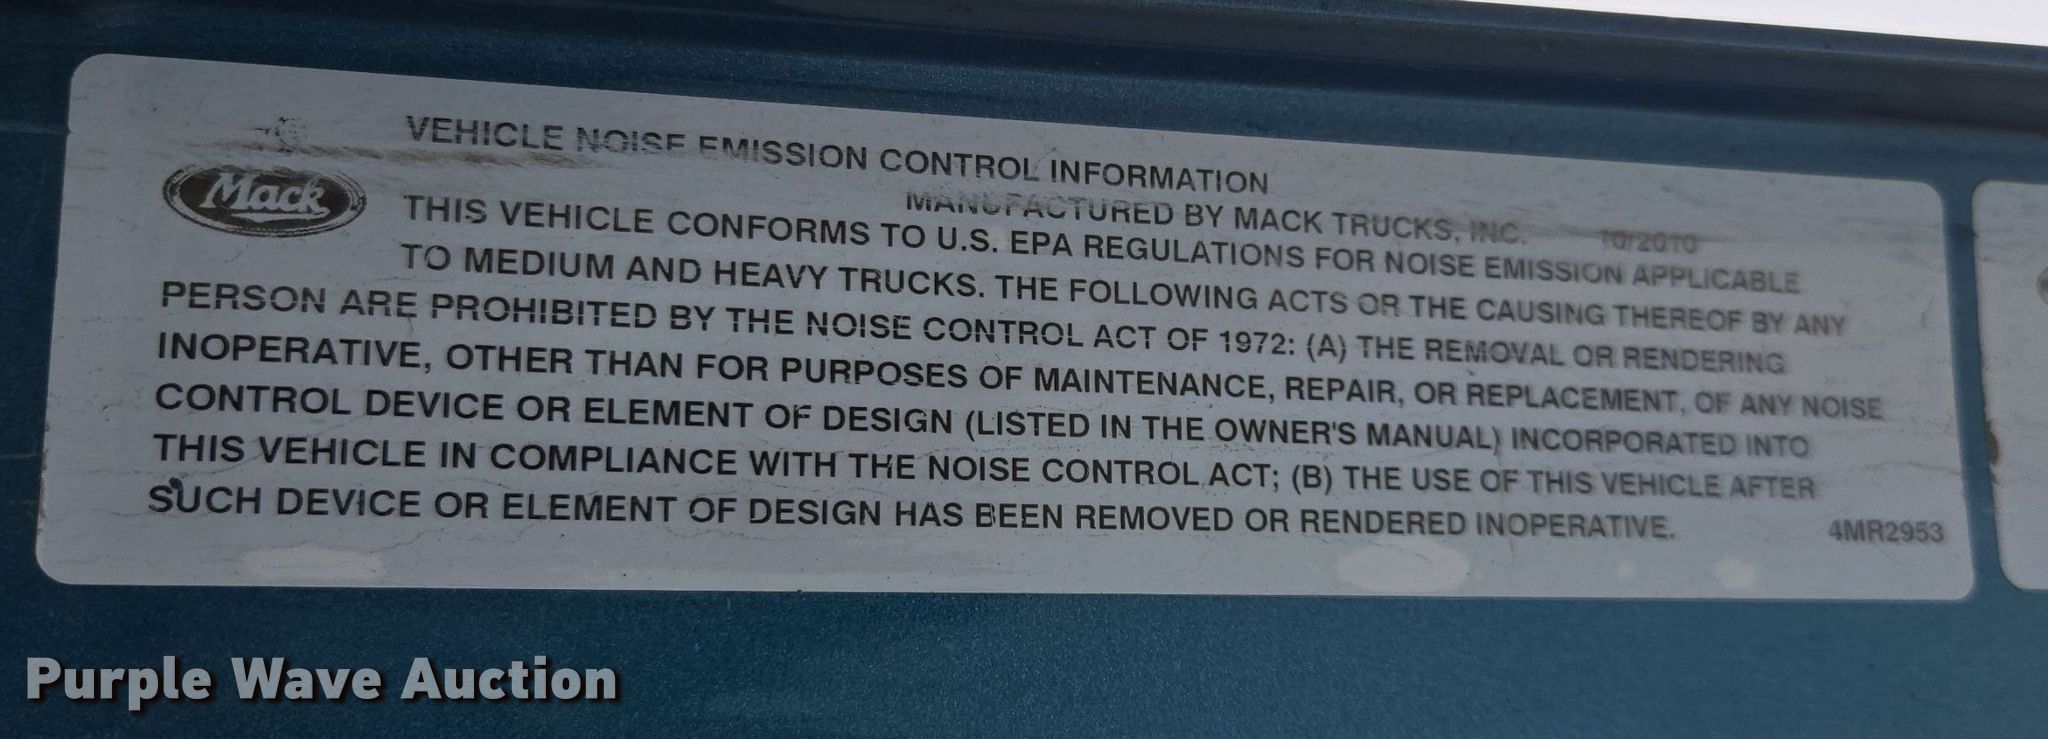 VEHICLE NOISE EMISSION CONTROL INFORMATION
Mack
MANUFACTURED BY MACK TRUCKS, INC. 10/2010
THIS VEHICLE CONFORMS TO U.S. EPA REGULATIONS FOR NOISE EMISSION APPLICABLE
TO MEDIUM AND HEAVY TRUCKS. THE FOLLOWING ACTS OR THE CAUSING THEREOF BY ANY
PERSON ARE PROHIBITED BY THE NOISE CONTROL ACT OF 1972: (A) THE REMOVAL OR RENDERING
INOPERATIVE, OTHER THAN FOR PURPOSES OF MAINTENANCE, REPAIR, OR REPLACEMENT, OF ANY NOISE
CONTROL DEVICE OR ELEMENT OF DESIGN (LISTED IN THE OWNER'S MANUAL) INCORPORATED INTO
THIS VEHICLE IN COMPLIANCE WITH THE NOISE CONTROL ACT; (B) THE USE OF THIS VEHICLE AFTER
SUCH DEVICE OR ELEMENT OF DESIGN HAS BEEN REMOVED OR RENDERED INOPERATIVE.
4MR2953
Purple Wave Auction